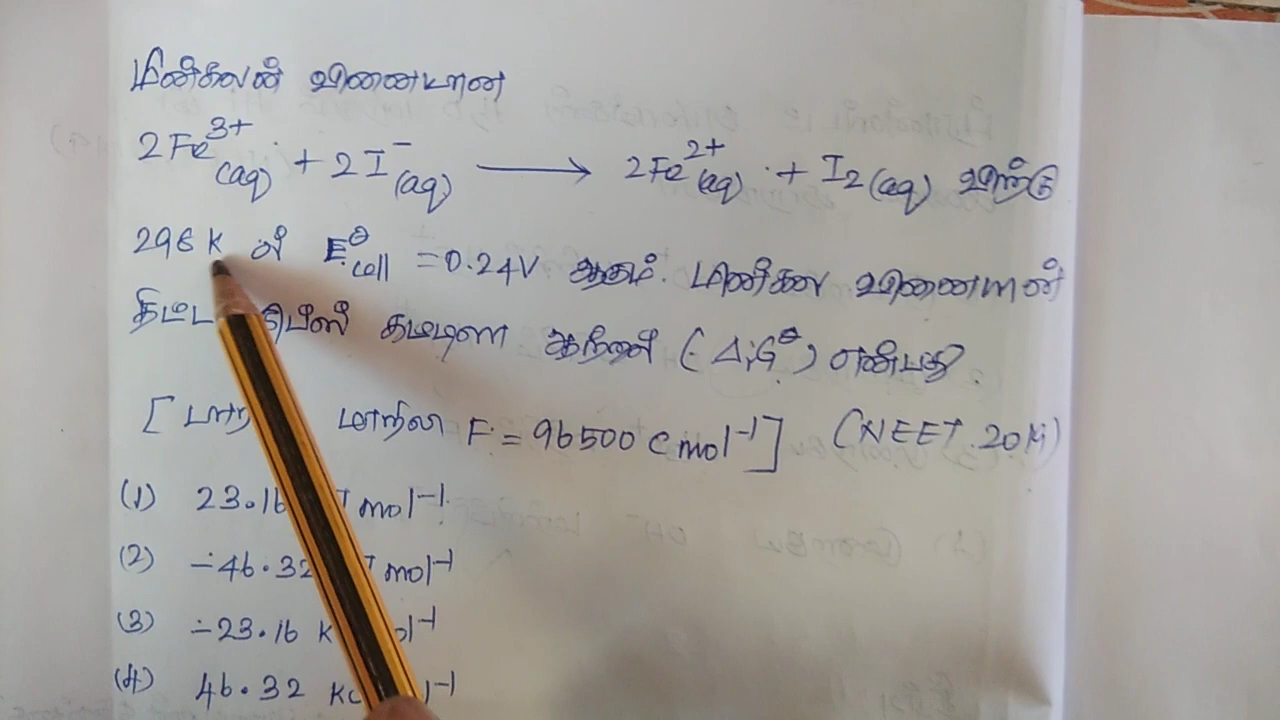 மின்கலன் வினையான
2Fe³⁺(aq) + 2I⁻(aq) ⟶ 2Fe²⁺(aq) + I₂(aq) விற்கு
298 K ல் E°cell = 0.24V ஆகும். மின்கல வினையின்
திட்ட கிப்ஸ் கட்டிலா ஆற்றல் (ΔrG°) என்பது.
[ மாறிலி F = 96500 C mol⁻¹] (NEET 2019)
(1) 23.16 mol⁻¹
(2) -46.32 mol⁻¹
(3) -23.16 mol⁻¹
(4) 46.32